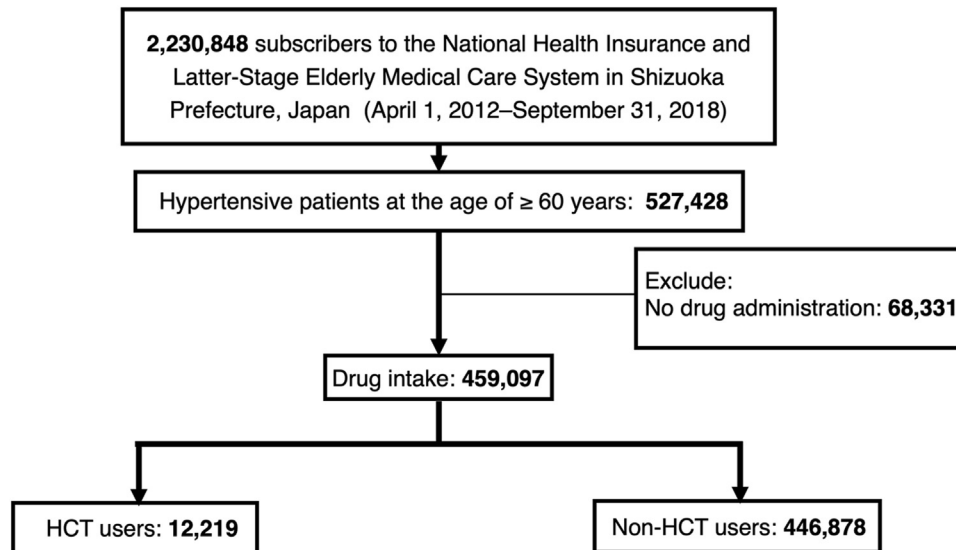 2,230,848 subscribers to the National Health Insurance and
Latter-Stage Elderly Medical Care System in Shizuoka
Prefecture, Japan (April 1, 2012–September 31, 2018)
Hypertensive patients at the age of ≥ 60 years: 527,428
Exclude:
No drug administration: 68,331
Drug intake: 459,097
HCT users: 12,219
Non-HCT users: 446,878